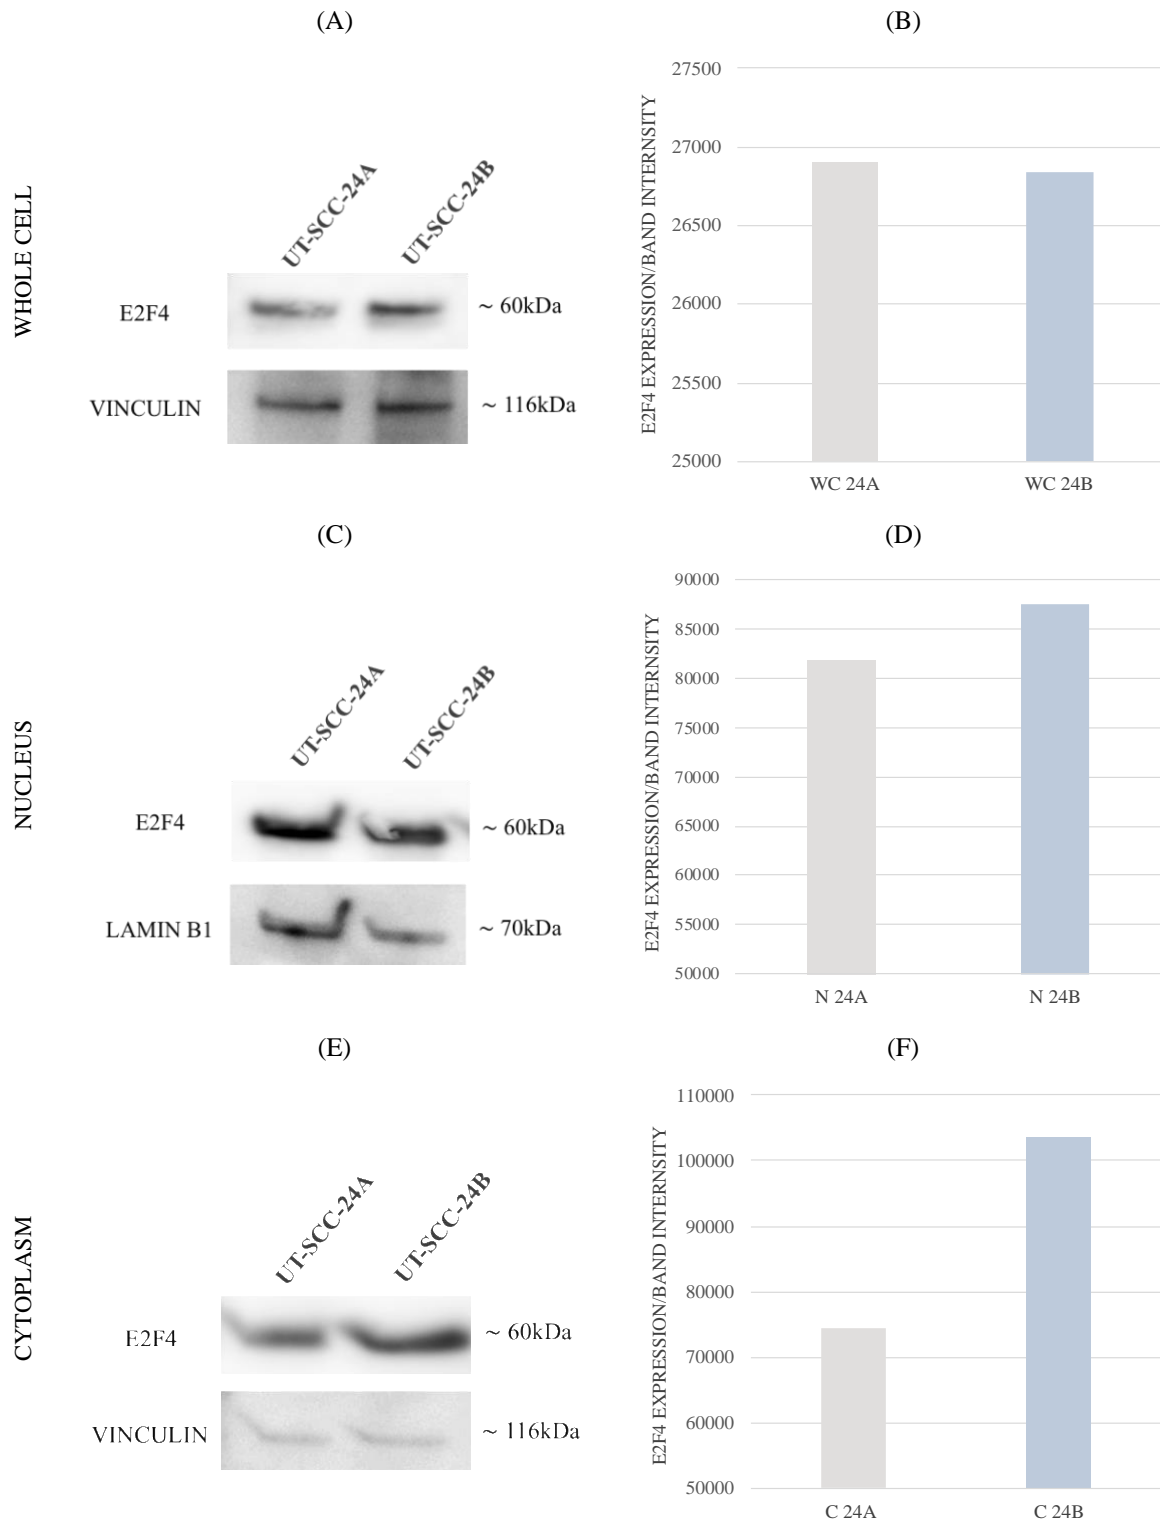 (A)
WHOLE CELL
UT-SCC-24A
UT-SCC-24B
E2F4
~ 60kDa
VINCULIN
~ 116kDa
(B)
E2F4 EXPRESSION/BAND INTERNSITY
27500
27000
26500
26000
25500
25000
WC 24A
WC 24B
(C)
NUCLEUS
UT-SCC-24A
UT-SCC-24B
E2F4
~ 60kDa
LAMIN B1
~ 70kDa
(D)
E2F4 EXPRESSION/BAND INTERNSITY
90000
85000
80000
75000
70000
65000
60000
55000
50000
N 24A
N 24B
(E)
CYTOPLASM
UT-SCC-24A
UT-SCC-24B
E2F4
~ 60kDa
VINCULIN
~ 116kDa
(F)
E2F4 EXPRESSION/BAND INTERNSITY
110000
100000
90000
80000
70000
60000
50000
C 24A
C 24B